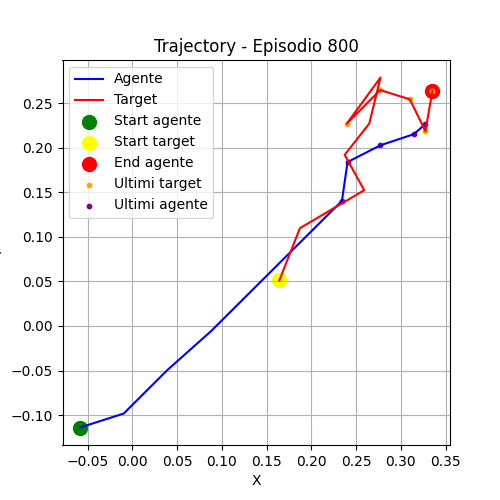 Trajectory - Episodio 800
Agente
Target
Start agente
Start target
End agente
Ultimi target
Ultimi agente
0.25
0.20
0.15
0.10
0.05
0.00
−0.05
−0.10
−0.05 0.00 0.05 0.10 0.15 0.20 0.25 0.30 0.35
X